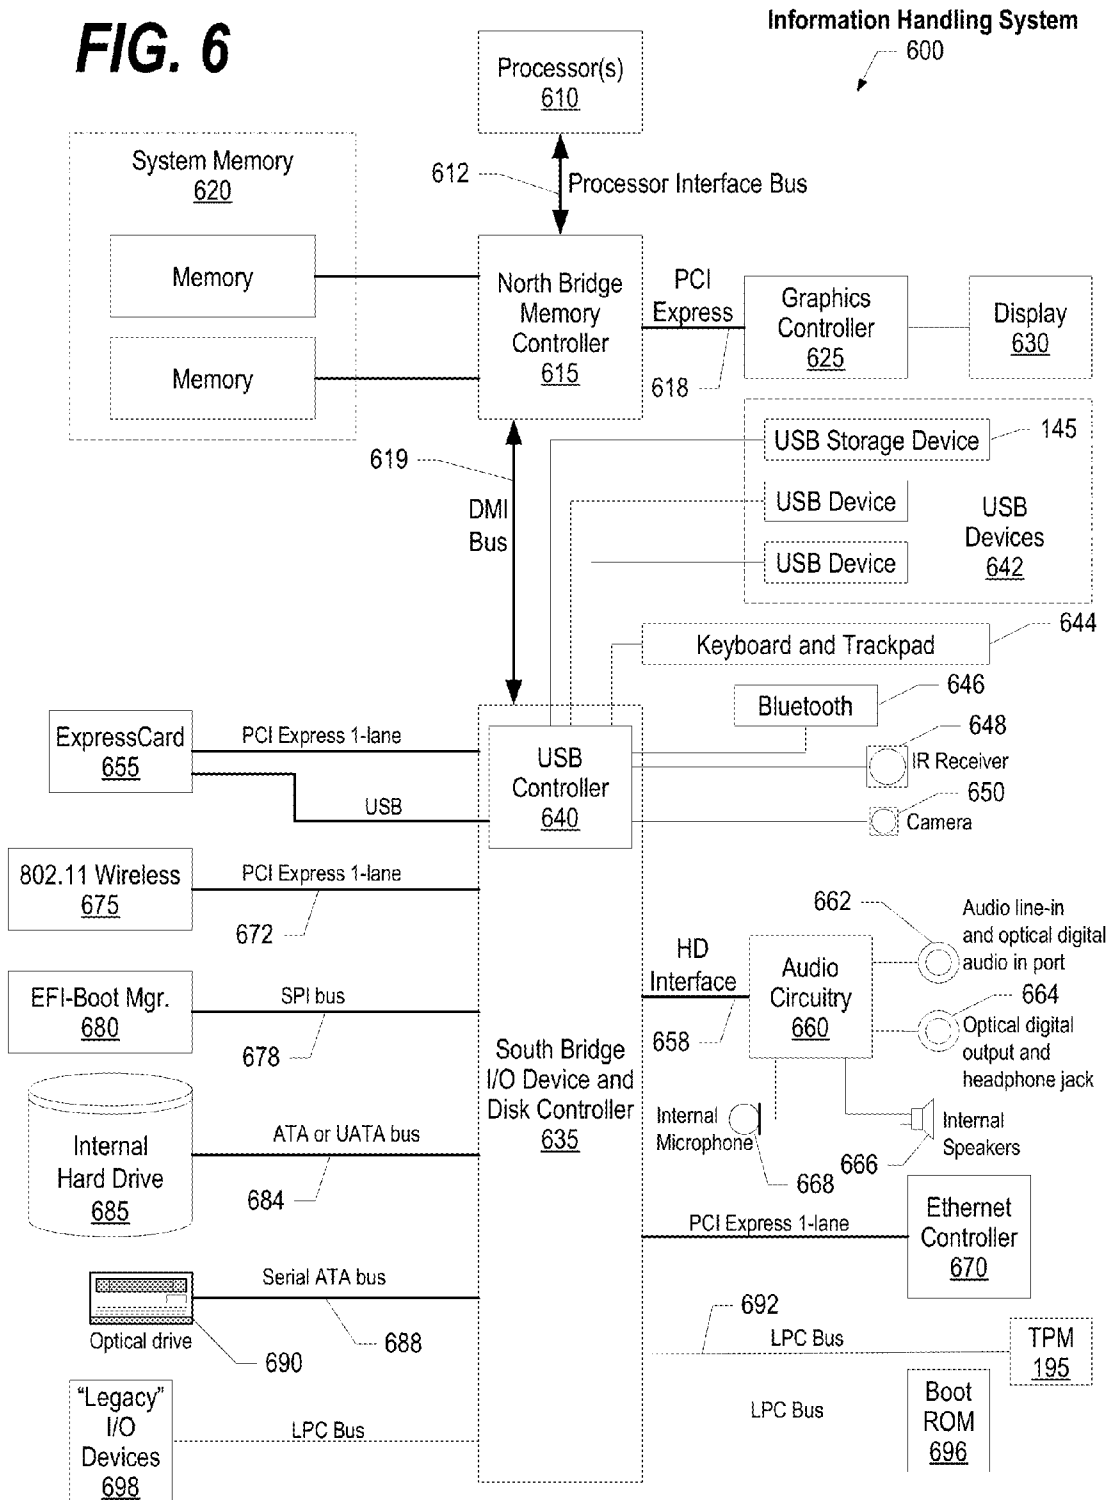 FIG. 6
Information Handling System
600
Processor(s)
610
612
Processor Interface Bus
System Memory
620
Memory
Memory
North Bridge
Memory
Controller
615
PCI
Express
618
Graphics
Controller
625
Display
630
619
DMI
Bus
USB Storage Device
145
USB Device
USB Device
USB
Devices
642
644
Keyboard and Trackpad
646
Bluetooth
648
IR Receiver
650
Camera
ExpressCard
655
PCI Express 1-lane
USB
USB
Controller
640
802.11 Wireless
675
PCI Express 1-lane
672
662
Audio line-in
and optical digital
audio in port
HD
Interface
658
Audio
Circuitry
660
664
Optical digital
output and
headphone jack
EFI-Boot Mgr.
680
SPI bus
678
South Bridge
I/O Device and
Disk Controller
635
Internal
Microphone
668
666
Internal
Speakers
Internal
Hard Drive
685
ATA or UATA bus
684
PCI Express 1-lane
Ethernet
Controller
670
Serial ATA bus
688
Optical drive
690
692
LPC Bus
TPM
195
"Legacy"
I/O
Devices
698
LPC Bus
LPC Bus
Boot
ROM
696